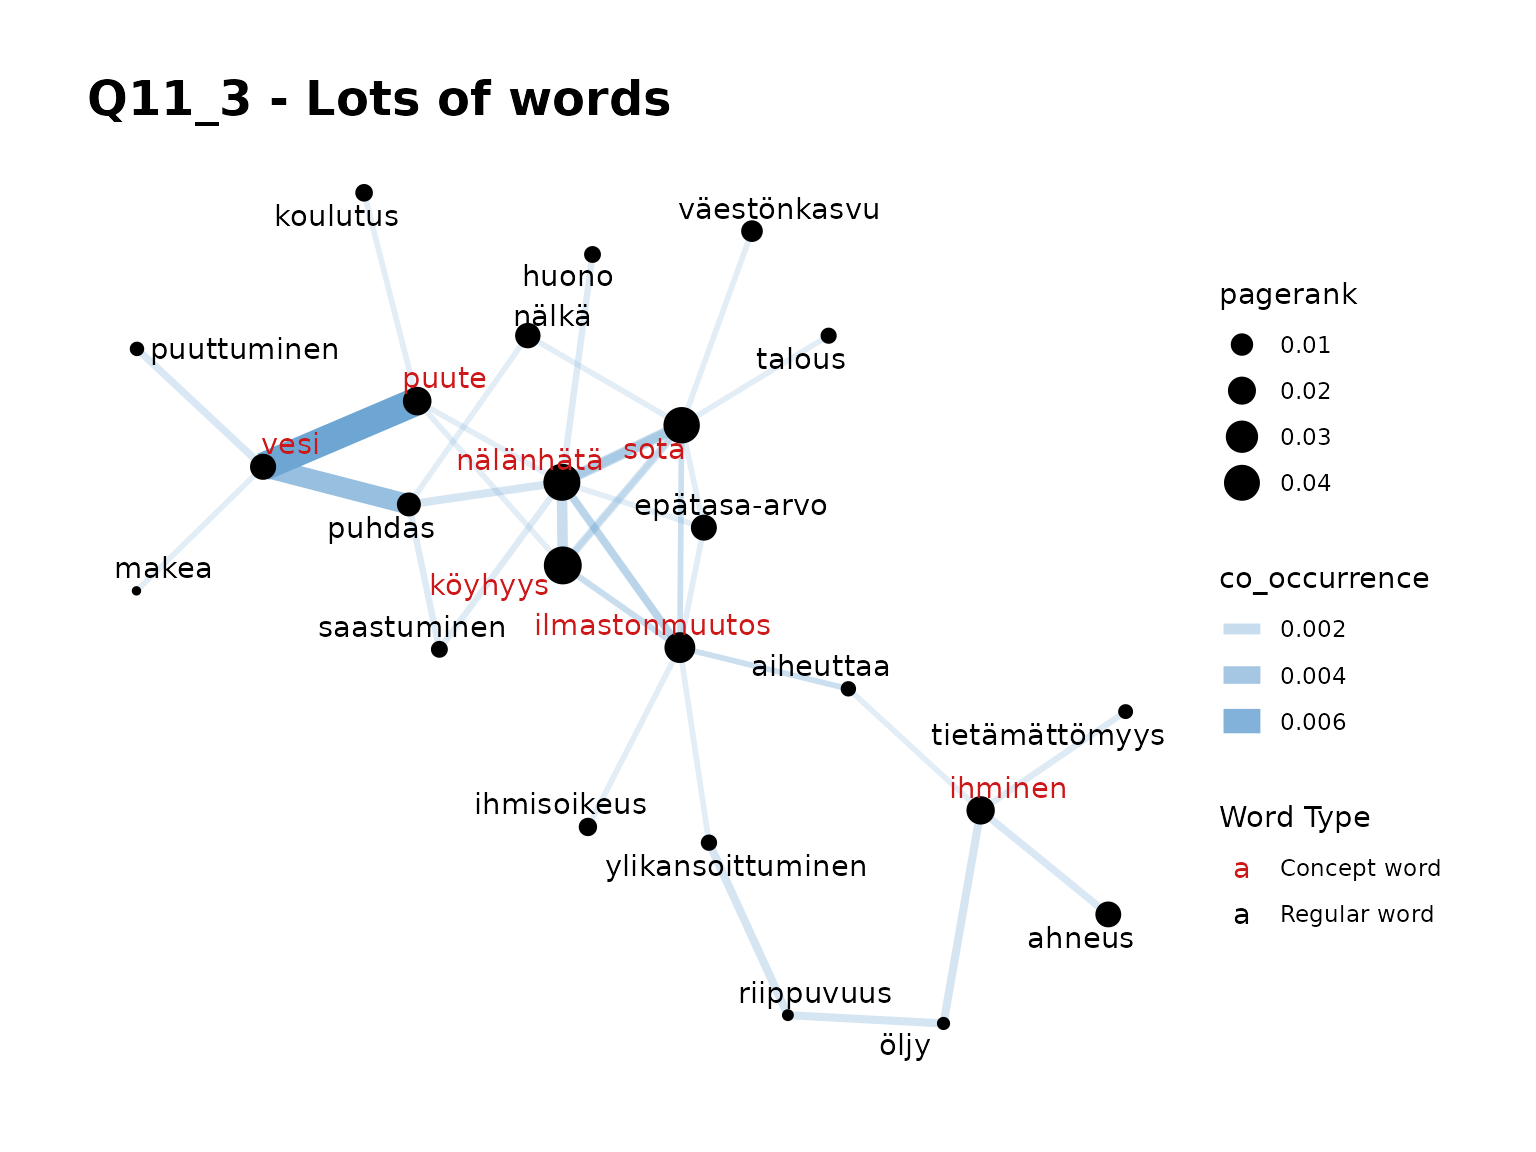 Q11_3 - Lots of words
koulutus
väestönkasvu
huono
nälkä
puuttuminen
talous
puute
vesi
sota
nälänhätä
epätasa-arvo
puhdas
makea
köyhyys
saastuminen
ilmastonmuutos
aiheuttaa
tietämättömyys
ihminen
ihmisoikeus
ylikansoittuminen
ahneus
riippuvuus
öljy
pagerank
0.01
0.02
0.03
0.04
co_occurrence
0.002
0.004
0.006
Word Type
a Concept word
a Regular word